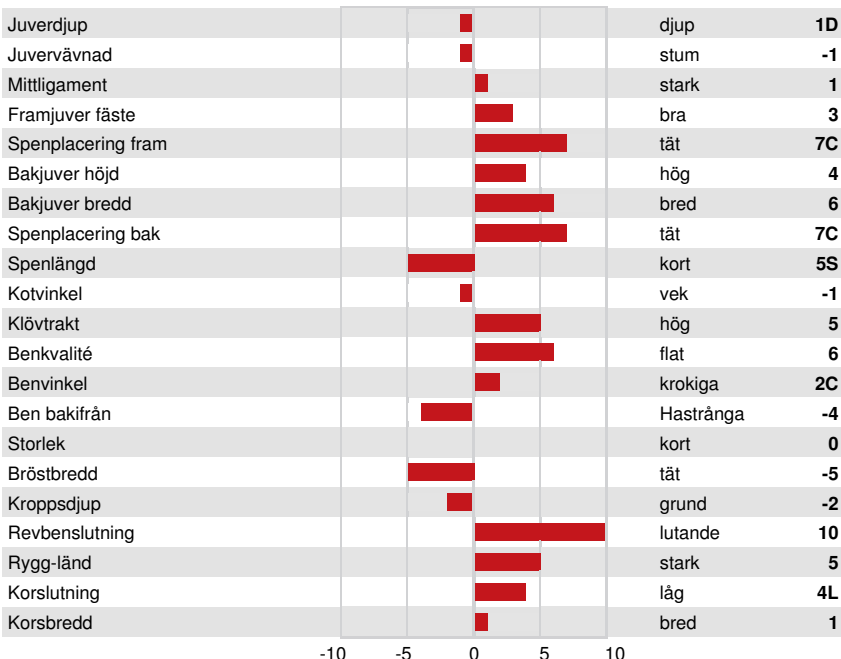 Juverdjup djup 1D
Juvervävnad stum -1
Mittligament stark 1
Framjuver fäste bra 3
Spenplacering fram tät 7C
Bakjuver höjd hög 4
Bakjuver bredd bred 6
Spenplacering bak tät 7C
Spenlängd kort 5S
Kotvinkel vek -1
Klövtrakt hög 5
Benkvalité flat 6
Benvinkel krokiga 2C
Ben bakifrån Hastrånga -4
Storlek kort 0
Bröstbredd tät -5
Kroppsdjup grund -2
Revbenslutning lutande 10
Rygg-länd stark 5
Korslutning låg 4L
Korsbredd bred 1
-10 -5 0 5 10